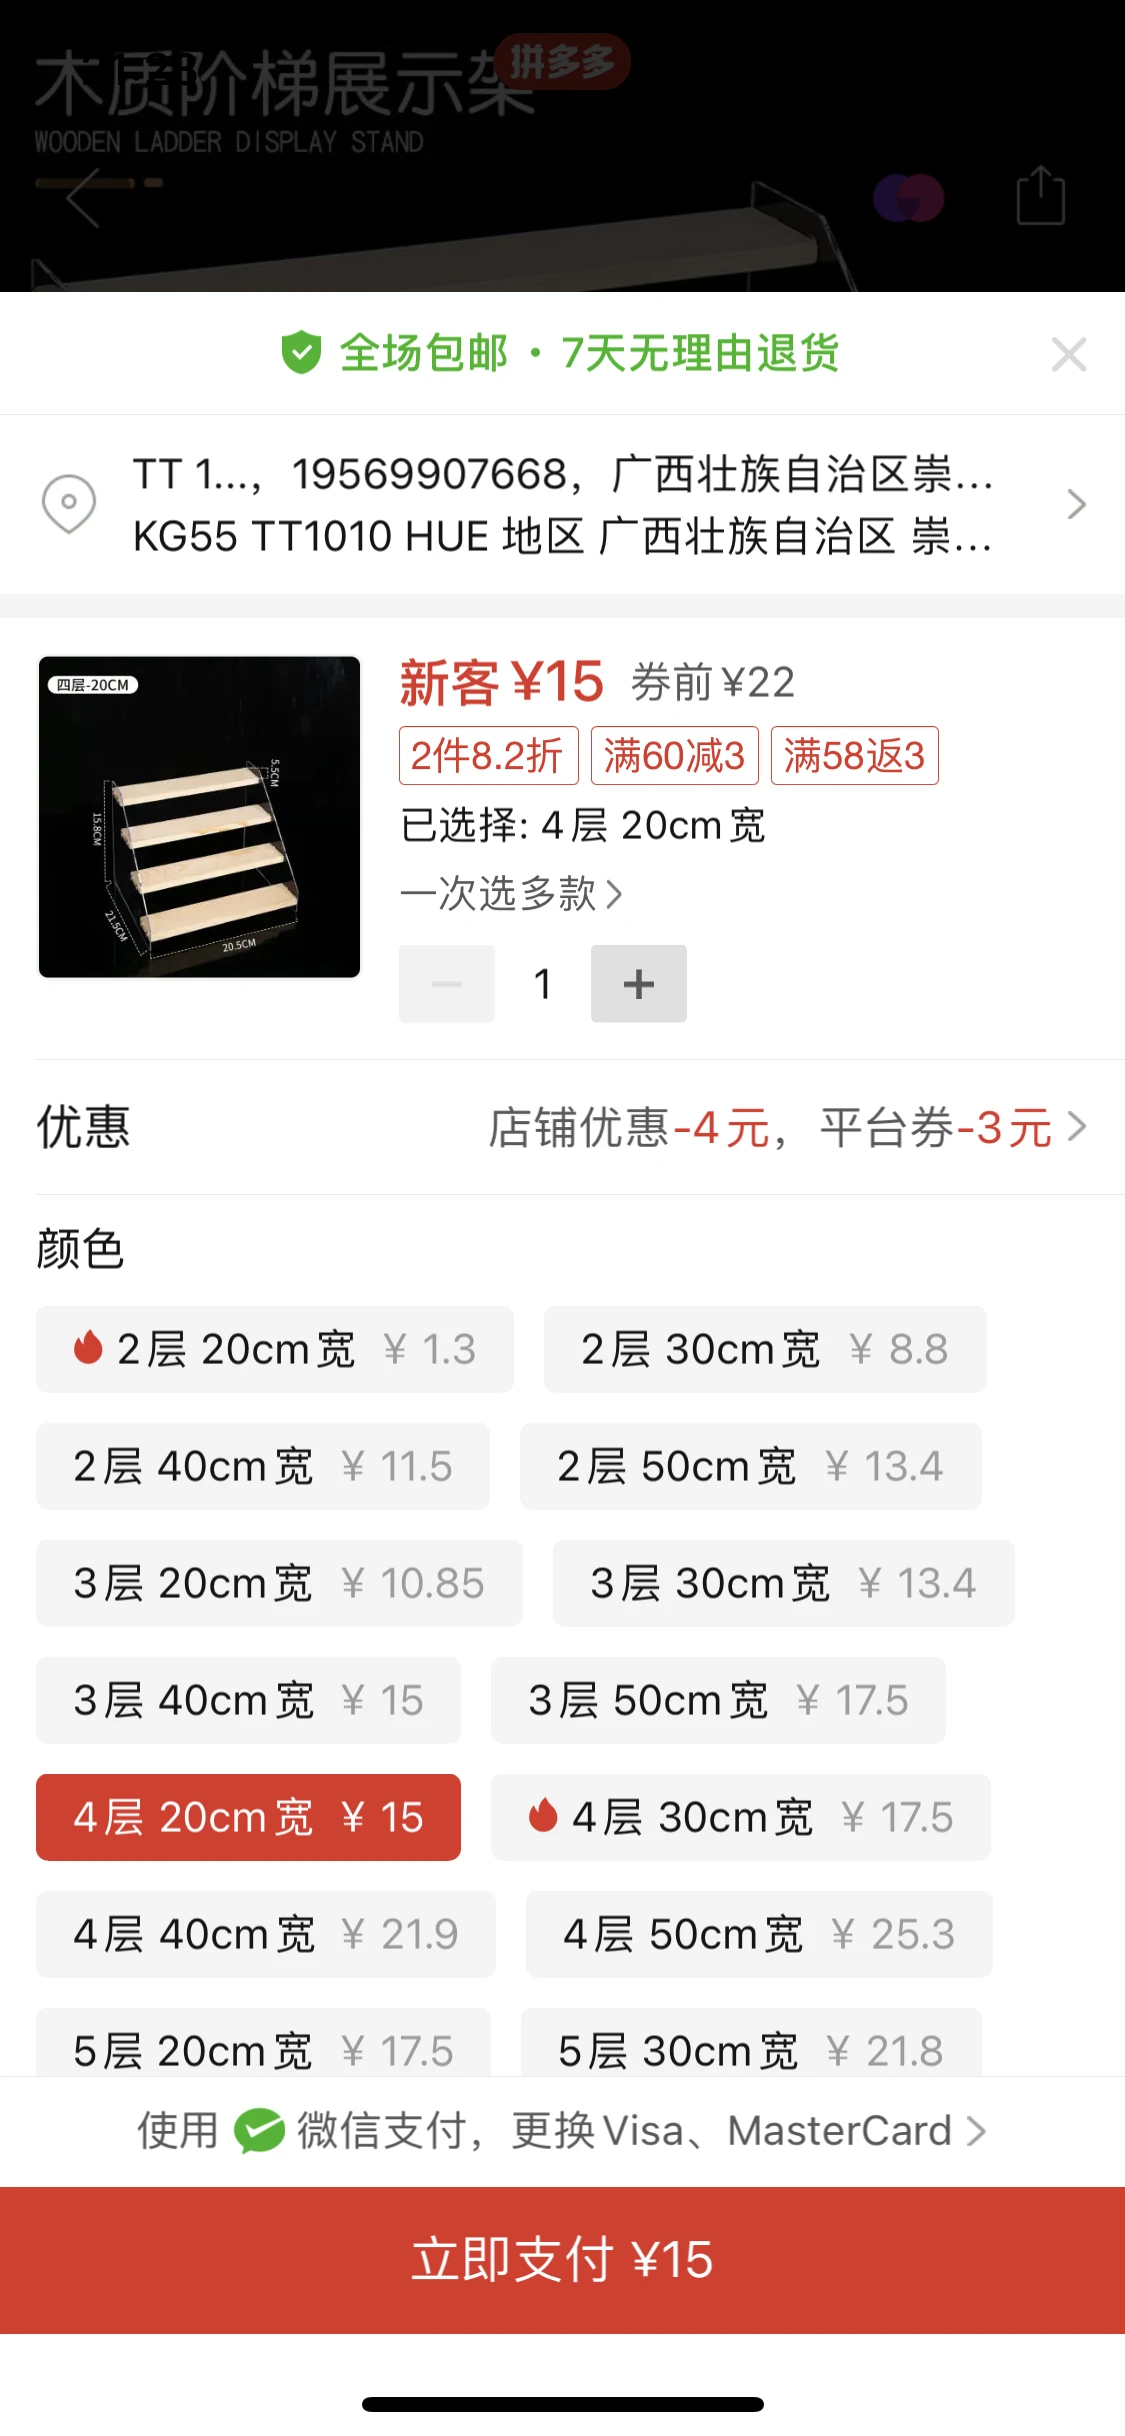 木质阶梯展示架
拼多多
WOODEN LADDER DISPLAY STAND
全场包邮 · 7天无理由退货
TT 1...，19569907668，广西壮族自治区崇...
KG55 TT1010 HUE 地区 广西壮族自治区 崇...
四层-20CM
5.5CM
15.8CM
21.5CM
20.5CM
新客 ¥15 券前 ¥22
2件8.2折 满60减3 满58返3
已选择: 4层 20cm宽
一次选多款
1
优惠 店铺优惠-4元，平台券-3元
颜色
2层 20cm宽 ¥ 1.3 2层 30cm宽 ¥ 8.8
2层 40cm宽 ¥ 11.5 2层 50cm宽 ¥ 13.4
3层 20cm宽 ¥ 10.85 3层 30cm宽 ¥ 13.4
3层 40cm宽 ¥ 15 3层 50cm宽 ¥ 17.5
4层 20cm宽 ¥ 15 4层 30cm宽 ¥ 17.5
4层 40cm宽 ¥ 21.9 4层 50cm宽 ¥ 25.3
5层 20cm宽 ¥ 17.5 5层 30cm宽 ¥ 21.8
使用 微信支付，更换Visa、MasterCard
立即支付 ¥15